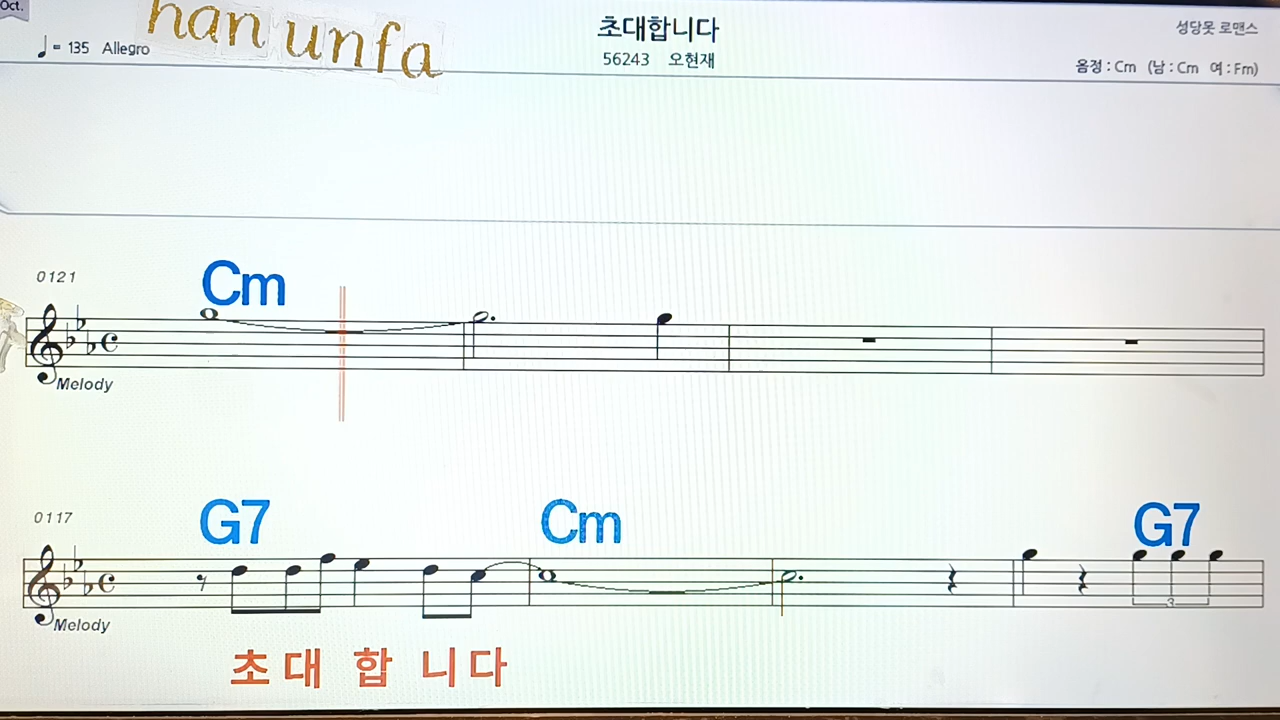 Oct.
han unfa
♩= 135 Allegro
초대합니다
56243 오현재
성당못 로맨스
음정 : Cm (남 : Cm 여 : Fm)
0121
Cm
Melody
0117
G7 Cm G7
3
Melody
초대 합 니다